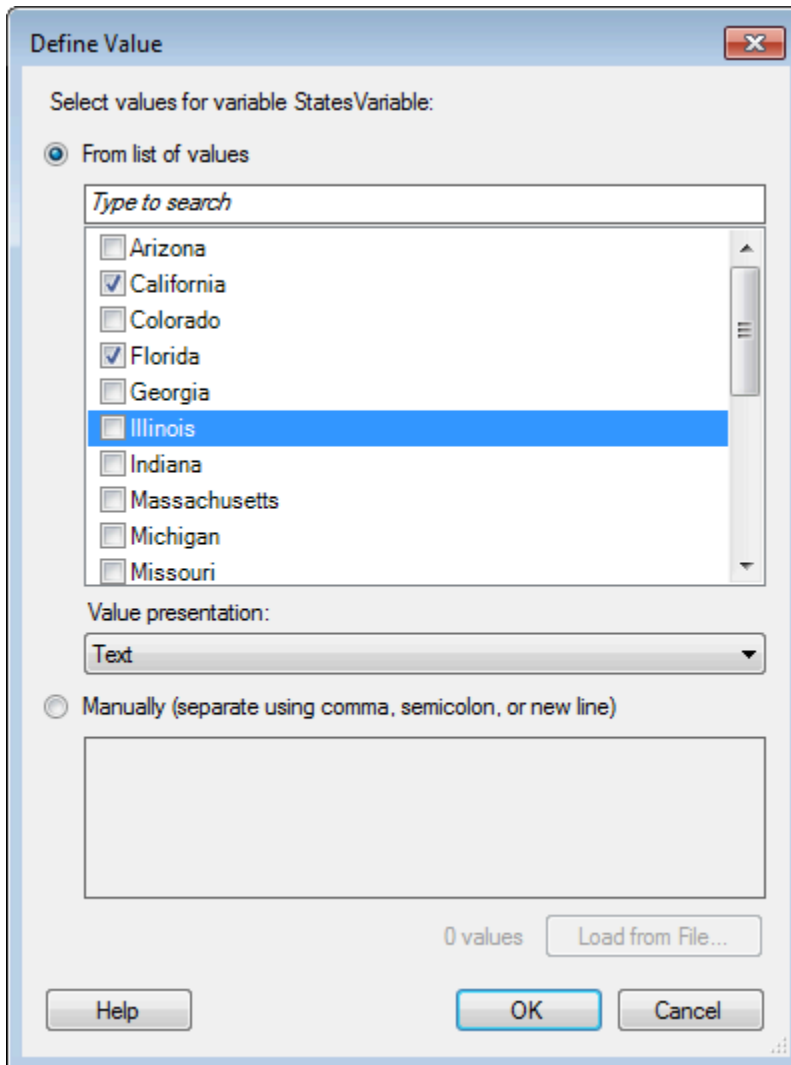 Define Value
Select values for variable StatesVariable:
From list of values
Type to search
Arizona
California
Colorado
Florida
Georgia
Illinois
Indiana
Massachusetts
Michigan
Missouri
Value presentation:
Text
Manually (separate using comma, semicolon, or new line)
0 values Load from File...
Help OK Cancel